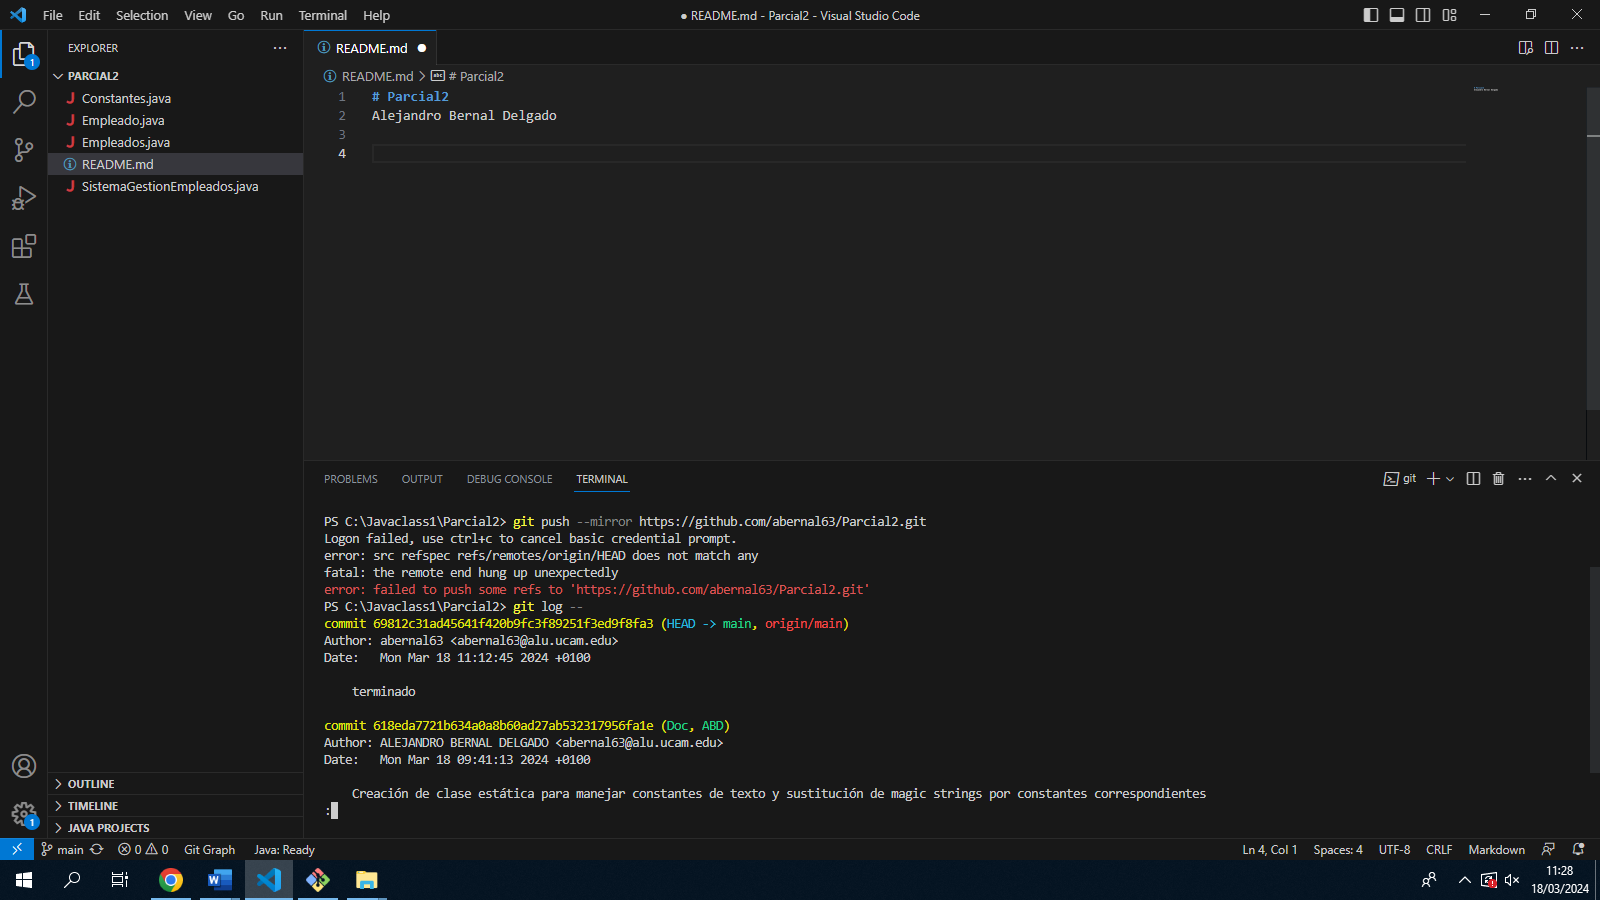 File Edit Selection View Go Run Terminal Help
● README.md - Parcial2 - Visual Studio Code
EXPLORER
PARCIAL2
Constantes.java
Empleado.java
Empleados.java
README.md
SistemaGestionEmpleados.java
OUTLINE
TIMELINE
JAVA PROJECTS
1
1
README.md
README.md > # Parcial2
1 # Parcial2
2 Alejandro Bernal Delgado
3
4
PROBLEMS OUTPUT DEBUG CONSOLE TERMINAL
git
PS C:\Javaclass1\Parcial2> git push --mirror https://github.com/abernal63/Parcial2.git
Logon failed, use ctrl+c to cancel basic credential prompt.
error: src refspec refs/remotes/origin/HEAD does not match any
fatal: the remote end hung up unexpectedly
error: failed to push some refs to 'https://github.com/abernal63/Parcial2.git'
PS C:\Javaclass1\Parcial2> git log --
commit 69812c31ad45641f420b9fc3f89251f3ed9f8fa3 (HEAD -> main, origin/main)
Author: abernal63 <abernal63@alu.ucam.edu>
Date:   Mon Mar 18 11:12:45 2024 +0100
terminado
commit 618eda7721b634a0a8b60ad27ab532317956fa1e (Doc, ABD)
Author: ALEJANDRO BERNAL DELGADO <abernal63@alu.ucam.edu>
Date:   Mon Mar 18 09:41:13 2024 +0100
Creación de clase estática para manejar constantes de texto y sustitución de magic strings por constantes correspondientes
:
main 0 0 Git Graph Java: Ready
Ln 4, Col 1 Spaces: 4 UTF-8 CRLF Markdown
11:28
18/03/2024